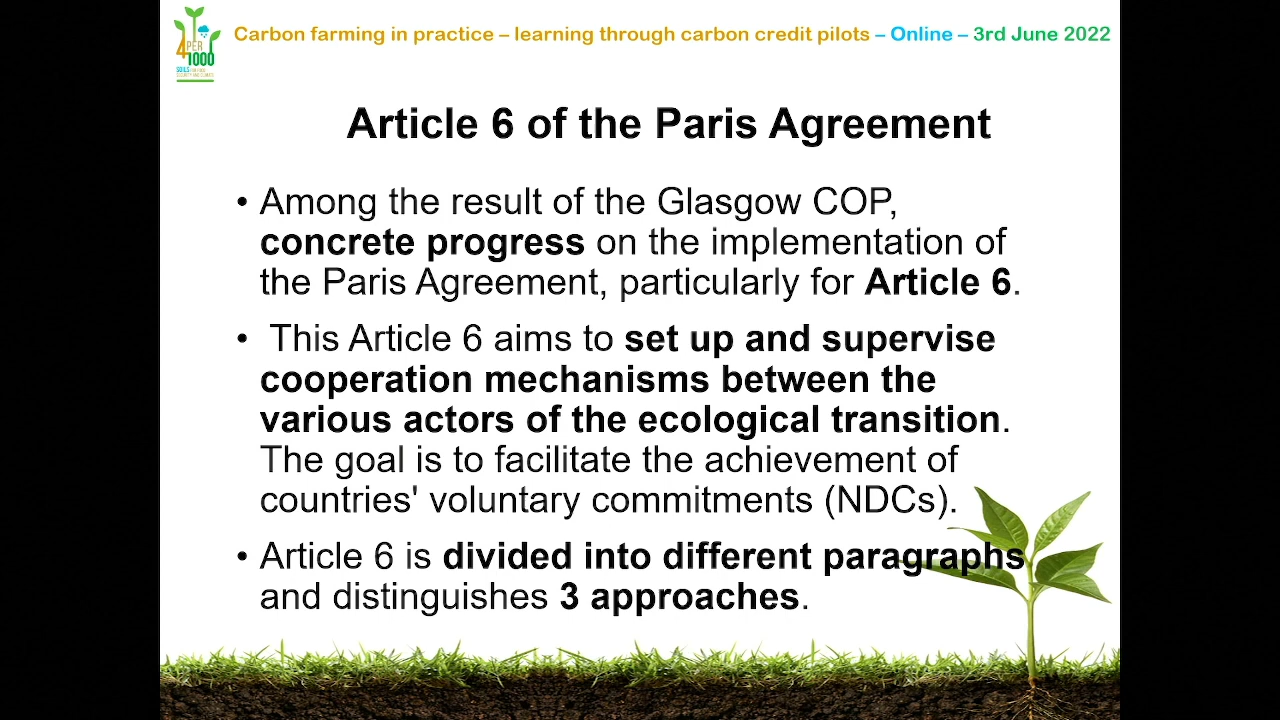 4PER
1000
Carbon farming in practice – learning through carbon credit pilots – Online – 3rd June 2022
Article 6 of the Paris Agreement
• Among the result of the Glasgow COP,
concrete progress on the implementation of
the Paris Agreement, particularly for Article 6.
• This Article 6 aims to set up and supervise
cooperation mechanisms between the
various actors of the ecological transition.
The goal is to facilitate the achievement of
countries' voluntary commitments (NDCs).
• Article 6 is divided into different paragraphs
and distinguishes 3 approaches.